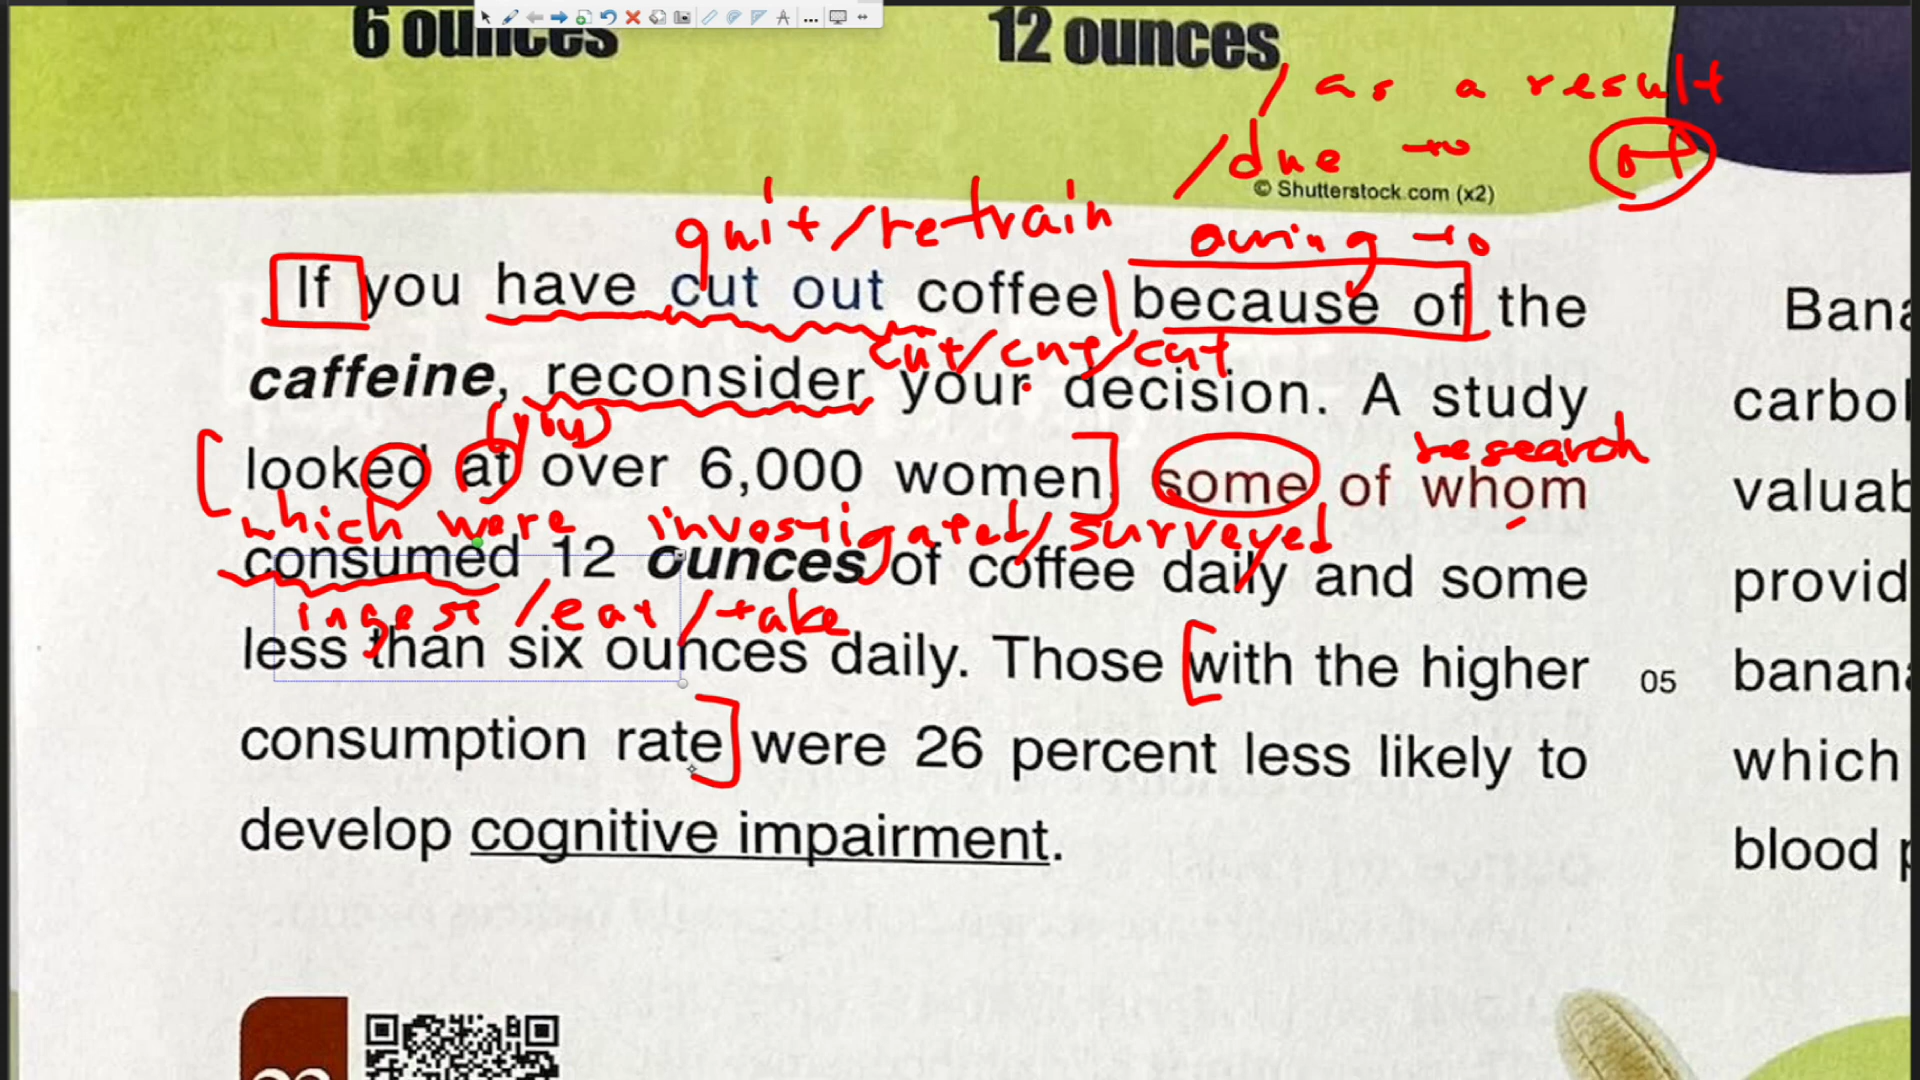 6 ounces 12 ounces
/ as a result
/due to of
© Shutterstock.com (x2)
quit/refrain owing to
If you have cut out coffee because of the
cut/cut/cut
caffeine, reconsider your decision. A study
(you) research
looked at over 6,000 women, some of whom
which were investigated/surveyed
consumed 12 ounces of coffee daily and some
ingest/eat/take
less than six ounces daily. Those with the higher
consumption rate were 26 percent less likely to
develop cognitive impairment.
05
carbo
valuab
provid
banan
which
blood